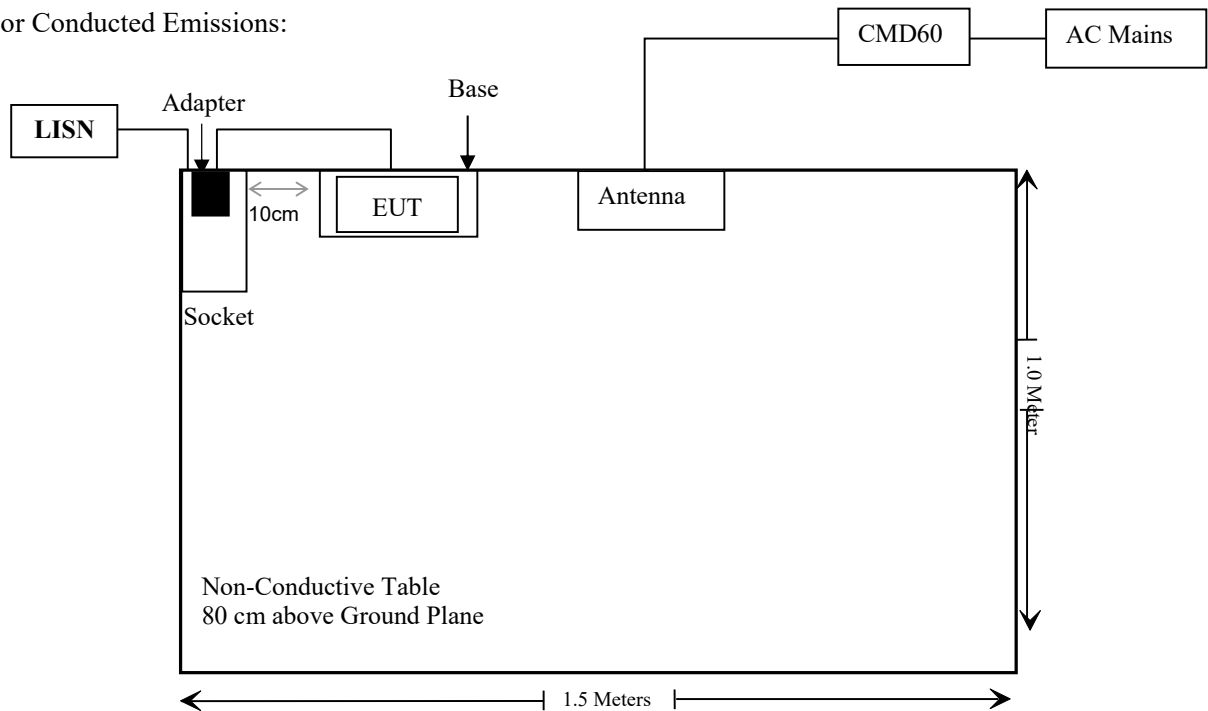 or Conducted Emissions:
CMD60
AC Mains
Base
Adapter
LISN
10cm
EUT
Antenna
Socket
1.0 Meter
Non-Conductive Table
80 cm above Ground Plane
1.5 Meters